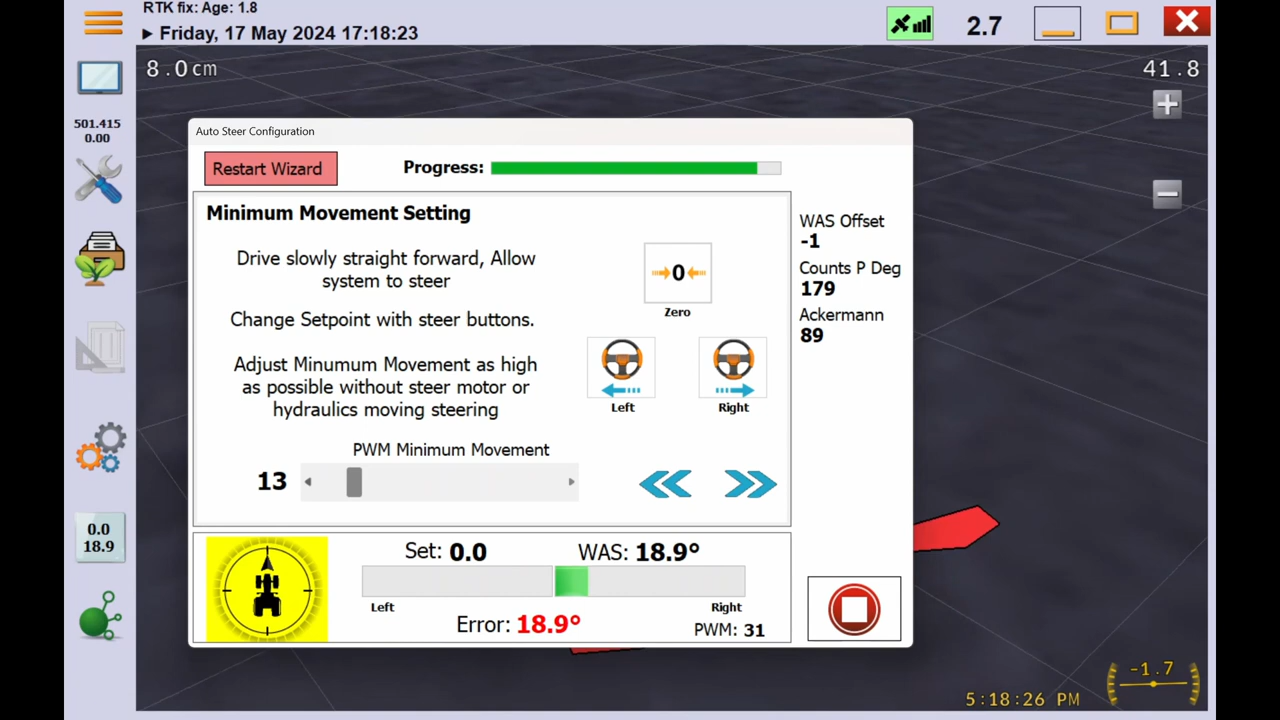 RTK fix: Age: 1.8
Friday, 17 May 2024 17:18:23
2.7
8.0cm
41.8
501.415
0.00
Auto Steer Configuration
Restart Wizard
Progress:
Minimum Movement Setting
Drive slowly straight forward, Allow
system to steer
0
Zero
Change Setpoint with steer buttons.
Adjust Minumum Movement as high
as possible without steer motor or
hydraulics moving steering
Left
Right
PWM Minimum Movement
13
WAS Offset
-1
Counts P Deg
179
Ackermann
89
0.0
18.9
Set: 0.0
WAS: 18.9°
Left
Right
Error: 18.9°
PWM: 31
-1.7
5:18:26 PM